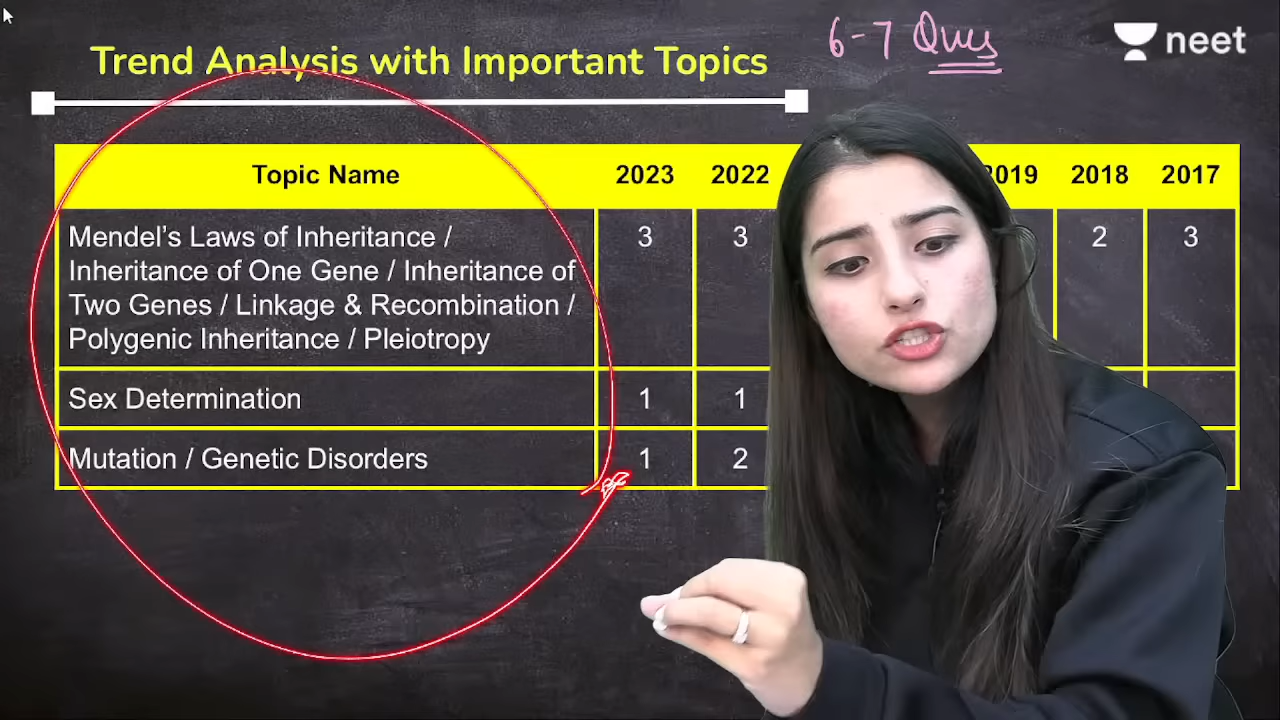 6-7 Ques
neet
Trend Analysis with Important Topics
Topic Name 2023 2022 2019 2018 2017
Mendel's Laws of Inheritance / 3 3 2 3
Inheritance of One Gene / Inheritance of
Two Genes / Linkage & Recombination /
Polygenic Inheritance / Pleiotropy
Sex Determination 1 1
Mutation / Genetic Disorders 1 2